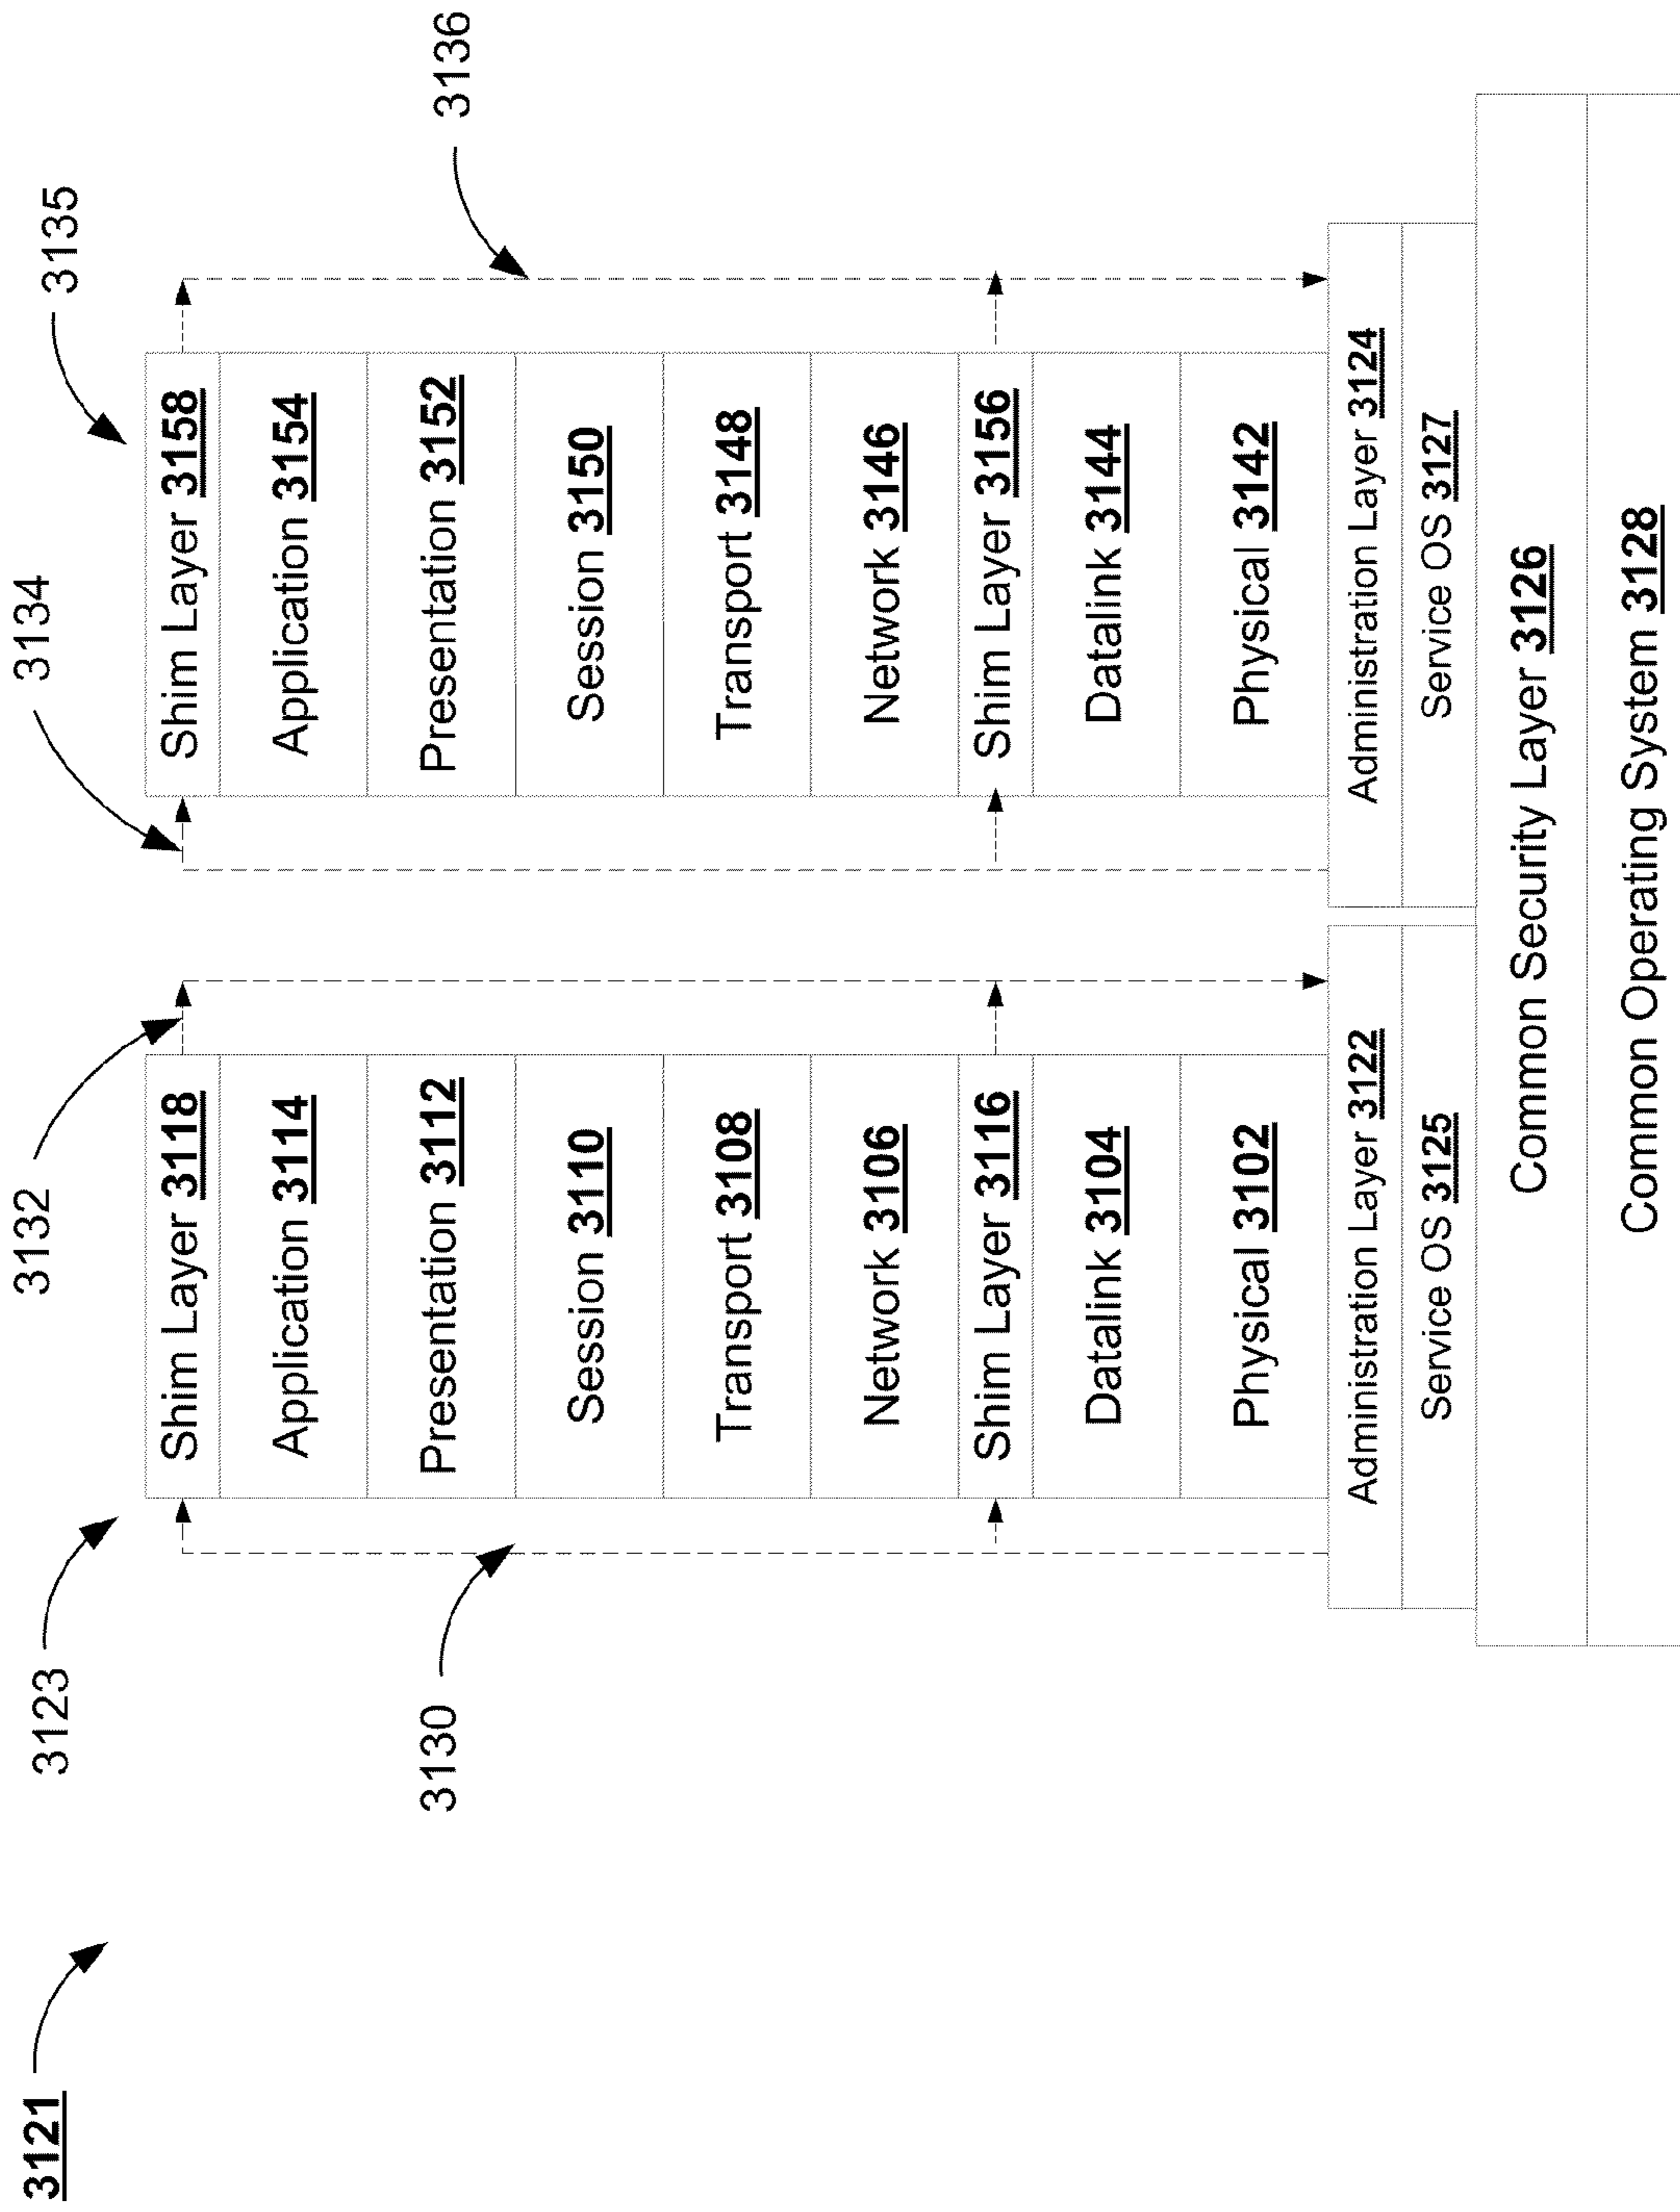 3121
3123
3132
3134
3135
3136
3130
Shim Layer 3118
Application 3114
Presentation 3112
Session 3110
Transport 3108
Network 3106
Shim Layer 3116
Datalink 3104
Physical 3102
Administration Layer 3122
Service OS 3125
Shim Layer 3158
Application 3154
Presentation 3152
Session 3150
Transport 3148
Network 3146
Shim Layer 3156
Datalink 3144
Physical 3142
Administration Layer 3124
Service OS 3127
Common Security Layer 3126
Common Operating System 3128